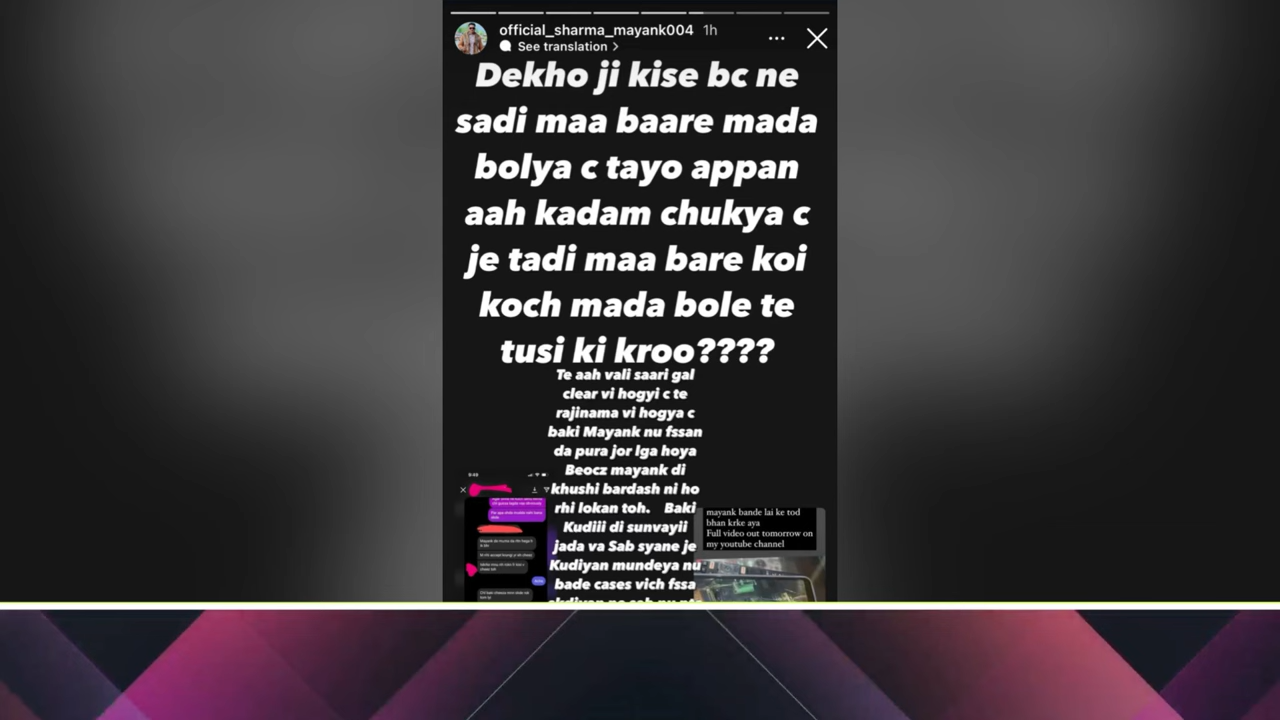 official_sharma_mayank004 1h
See translation >
Dekho ji kise bc ne
sadi maa baare mada
bolya c tayo appan
aah kadam chukya c
je tadi maa bare koi
koch mada bole te
tusi ki kroo????
Te aah vali saari gal
clear vi hogyi c te
rajinama vi hogya c
baki Mayank nu fssan
da pura jor lga hoya
Beocz mayank di
khushi bardash ni ho
rhi lokan toh. Baki
Kudiii di sunvayii
jada va Sab syane je
Kudiyan mundeya nu
bade cases vich fssa
mayank bande lai ke tod
bhan krke aya
Full video out tomorrow on
my youtube channel